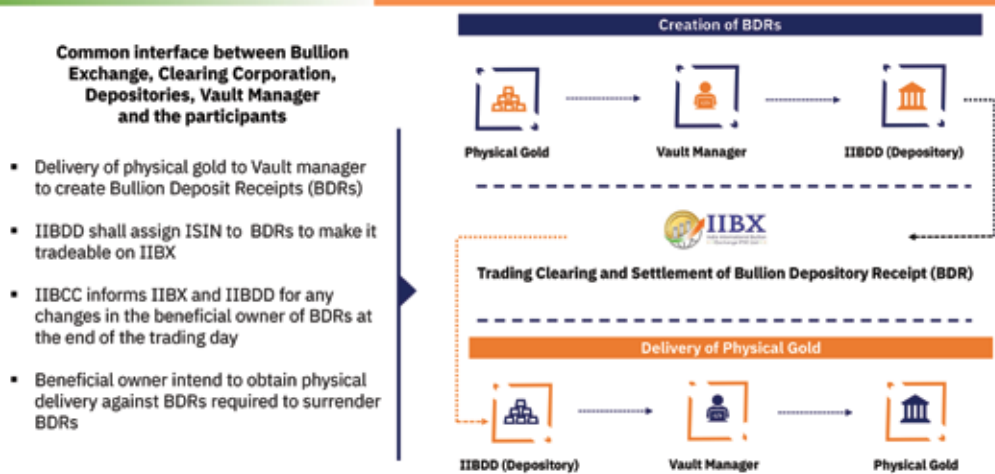 Common interface between Bullion
Exchange, Clearing Corporation,
Depositories, Vault Manager
and the participants
▪ Delivery of physical gold to Vault manager
to create Bullion Deposit Receipts (BDRs)
▪ IIBDD shall assign ISIN to BDRs to make it
tradeable on IIBX
▪ IIBCC informs IIBX and IIBDD for any
changes in the beneficial owner of BDRs at
the end of the trading day
▪ Beneficial owner intend to obtain physical
delivery against BDRs required to surrender
BDRs
Creation of BDRs
Physical Gold
Vault Manager
IIBDD (Depository)
IIBX
Trading Clearing and Settlement of Bullion Depository Receipt (BDR)
Delivery of Physical Gold
IIBDD (Depository)
Vault Manager
Physical Gold